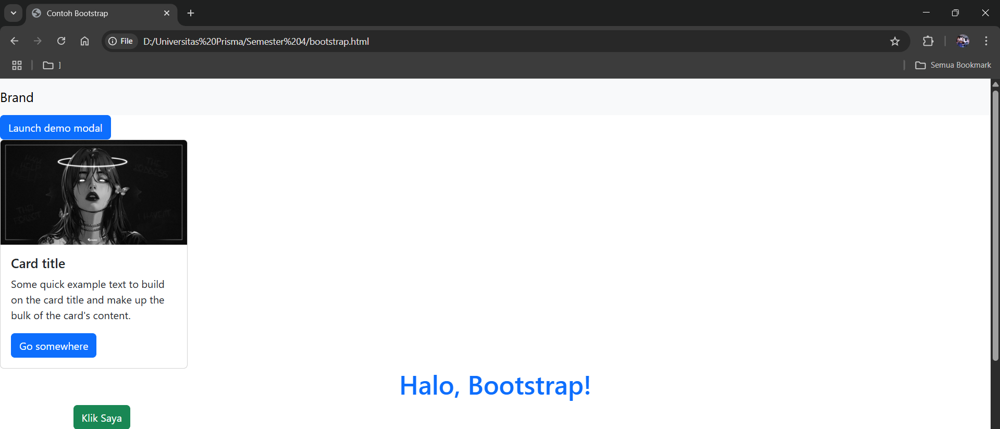 Contoh Bootstrap
File
D:/Universitas%20Prisma/Semester%204/bootstrap.html
]
Semua Bookmark
Brand
Launch demo modal
THE
Card title
Some quick example text to build
on the card title and make up the
bulk of the card's content.
Go somewhere
Halo, Bootstrap!
Klik Saya